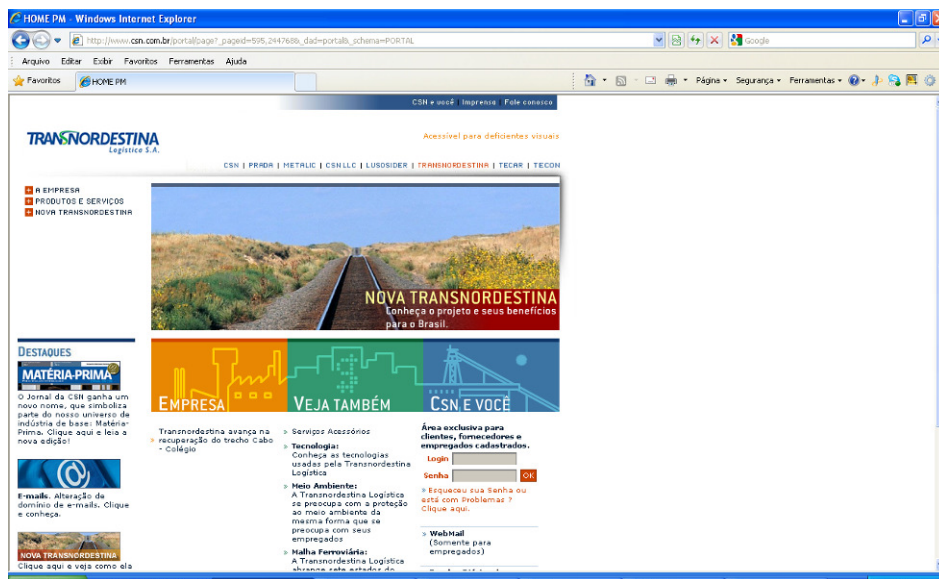 HOME PM - Windows Internet Explorer
http://www.csn.com.br/portal/page?_pageid=595,244768&_dad=portal&_schema=PORTAL
Google
Arquivo Editar Exibir Favoritos Ferramentas Ajuda
Favoritos HOME PM Página Segurança Ferramentas
CSN e você | Imprensa | Fale conosco
TRANSNORDESTINA
Logística S.A.
Acessível para deficientes visuais
CSN | PRADA | METALIC | CSN LLC | LUSOSIDER | TRANSNORDESTINA | TECAR | TECON
A EMPRESA
PRODUTOS E SERVIÇOS
NOVA TRANSNORDESTINA
NOVA TRANSNORDESTINA
Conheça o projeto e seus benefícios
para o Brasil.
DESTAQUES
MATÉRIA-PRIMA
O Jornal da CSN ganha um
novo nome, que simboliza
parte do nosso universo de
indústria de base: Matéria-
Prima. Clique aqui e leia a
nova edição!
E-mails. Alteração de
domínio de e-mails. Clique
e conheça.
NOVA TRANSNORDESTINA
Clique aqui e veja como ela
EMPRESA
Transnordestina avança na
» recuperação do trecho Cabo
- Colégio
VEJA TAMBÉM
» Serviços Acessórios
» Tecnologia:
Conheça as tecnologias
usadas pela Transnordestina
Logística
» Meio Ambiente:
A Transnordestina Logística
se preocupa com a proteção
ao meio ambiente da
mesma forma que se
preocupa com seus
empregados
» Malha Ferroviária:
A Transnordestina Logística
abrange sete estados do
CSN E VOCÊ
Área exclusiva para
clientes, fornecedores e
empregados cadastrados.
Login
Senha OK
» Esqueceu sua Senha ou
está com Problemas ?
Clique aqui.
» WebMail
(Somente para
empregados)